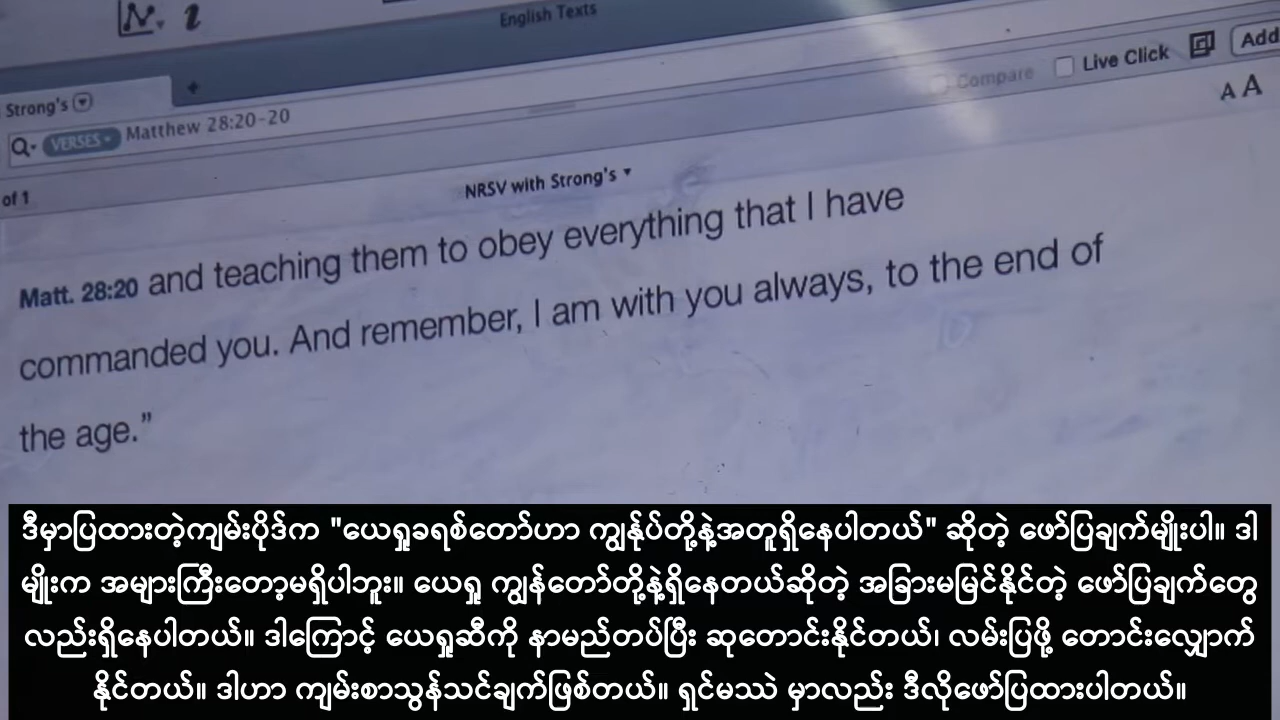 English Texts
Compare Live Click Add
Strong's
VERSES Matthew 28:20-20
A A
of 1
NRSV with Strong's
Matt. 28:20 and teaching them to obey everything that I have
commanded you. And remember, I am with you always, to the end of
the age.”
ဒီမှာပြထားတဲ့ကျမ်းပိုဒ်က "ယေရှုခရစ်တော်ဟာ ကျွန်ုပ်တို့နဲ့အတူရှိနေပါတယ်" ဆိုတဲ့ ဖော်ပြချက်မျိုးပါ။ ဒါ
မျိုးက အများကြီးတော့မရှိပါဘူး။ ယေရှု ကျွန်တော်တို့နဲ့ရှိနေတယ်ဆိုတဲ့ အခြားမမြင်နိုင်တဲ့ ဖော်ပြချက်တွေ
လည်းရှိနေပါတယ်။ ဒါကြောင့် ယေရှုဆီကို နာမည်တပ်ပြီး ဆုတောင်းနိုင်တယ်၊ လမ်းပြဖို့ တောင်းလျှောက်
နိုင်တယ်။ ဒါဟာ ကျမ်းစာသွန်သင်ချက်ဖြစ်တယ်။ ရှင်မဿဲ မှာလည်း ဒီလိုဖော်ပြထားပါတယ်။